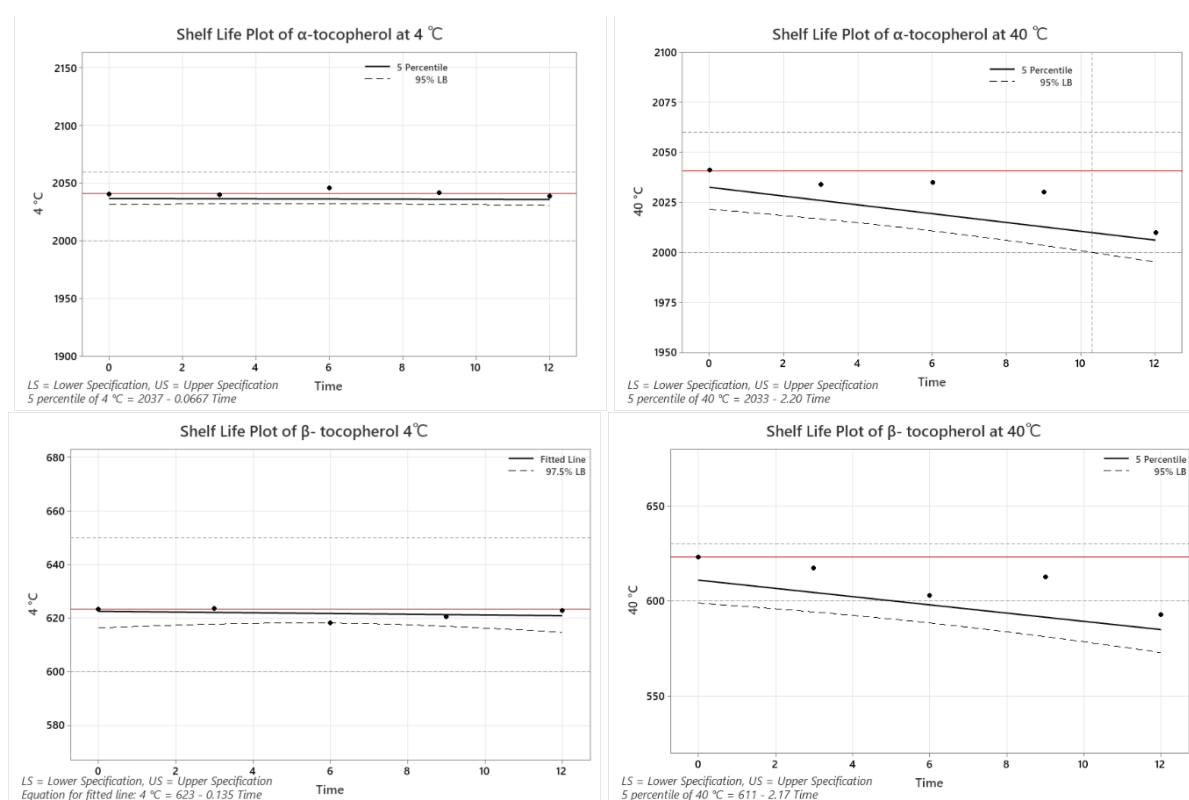 Shelf Life Plot of α-tocopherol at 4 ℃
5 Percentile
95% LB
2150
2100
2050
2000
1950
1900
4 °C
0 2 4 6 8 10 12
Time
LS = Lower Specification, US = Upper Specification
5 percentile of 4 °C = 2037 - 0.0667 Time
Shelf Life Plot of α-tocopherol at 40 ℃
5 Percentile
95% LB
2100
2075
2050
2025
2000
1975
1950
40 °C
0 2 4 6 8 10 12
Time
LS = Lower Specification, US = Upper Specification
5 percentile of 40 °C = 2033 - 2.20 Time
Shelf Life Plot of β- tocopherol 4℃
Fitted Line
97.5% LB
680
660
640
620
600
580
4 °C
0 2 4 6 8 10 12
Time
LS = Lower Specification, US = Upper Specification
Equation for fitted line: 4 °C = 623 - 0.135 Time
Shelf Life Plot of β- tocopherol at 40℃
5 Percentile
95% LB
650
600
550
40 °C
0 2 4 6 8 10 12
Time
LS = Lower Specification, US = Upper Specification
5 percentile of 40 °C = 611 - 2.17 Time